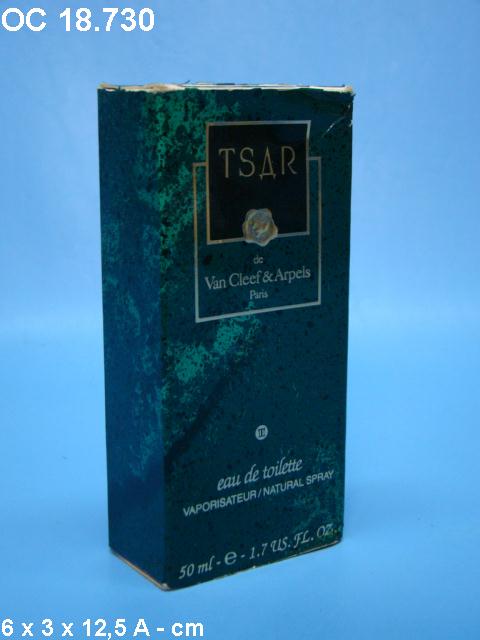 OC 18.730
TSAR
de
Van Cleef & Arpels
Paris
eau de toilette
VAPORISATEUR/NATURAL SPRAY
50 ml - e - 1.7 US. FL. OZ.
6 x 3 x 12,5 A - cm